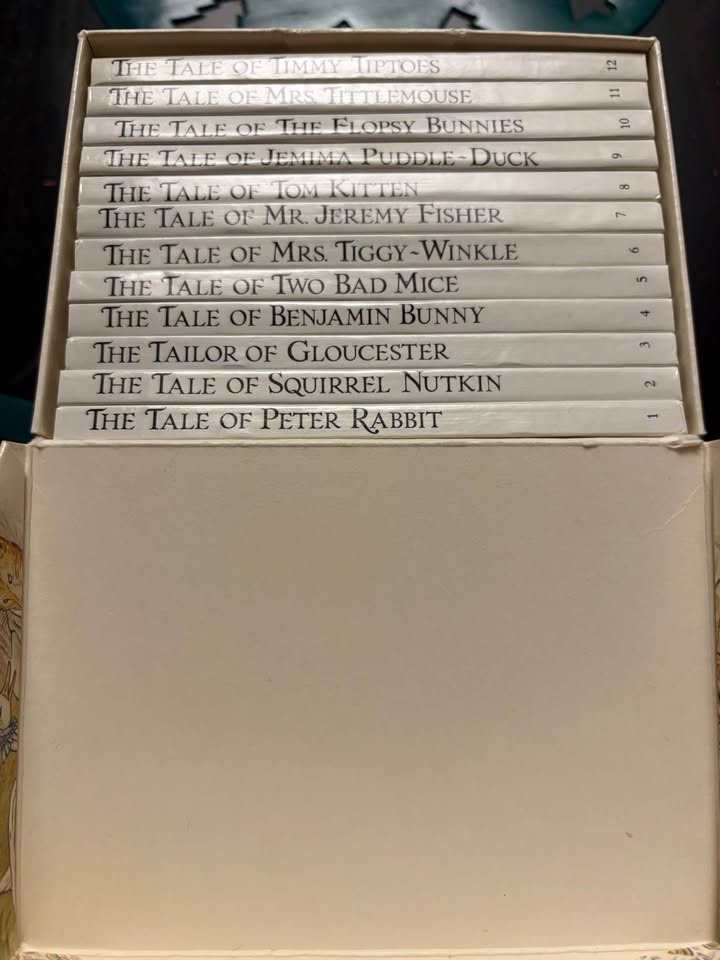 THE TALE OF TIMMY TIPTOES 12
THE TALE OF MRS. TITTLEMOUSE 11
THE TALE OF THE FLOPSY BUNNIES 10
THE TALE OF JEMIMA PUDDLE~DUCK 9
THE TALE OF TOM KITTEN 8
THE TALE OF MR. JEREMY FISHER 7
THE TALE OF MRS. TIGGY~WINKLE 6
THE TALE OF TWO BAD MICE 5
THE TALE OF BENJAMIN BUNNY 4
THE TAILOR OF GLOUCESTER 3
THE TALE OF SQUIRREL NUTKIN 2
THE TALE OF PETER RABBIT 1